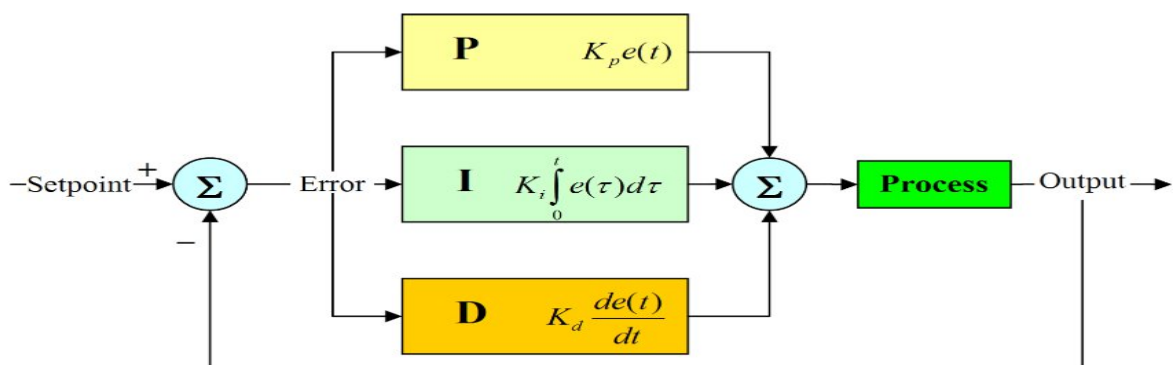 P K_p e(t)
–Setpoint + Σ Error I K_i ∫_0^t e(τ)dτ Σ Process Output
−
D K_d de(t)/dt